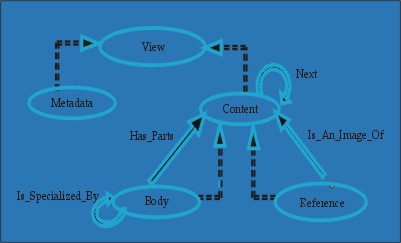 View
Next
Metadata
Content
Has_Parts
Is_An_Image_Of
Is_Specialized_By
Body
Reference